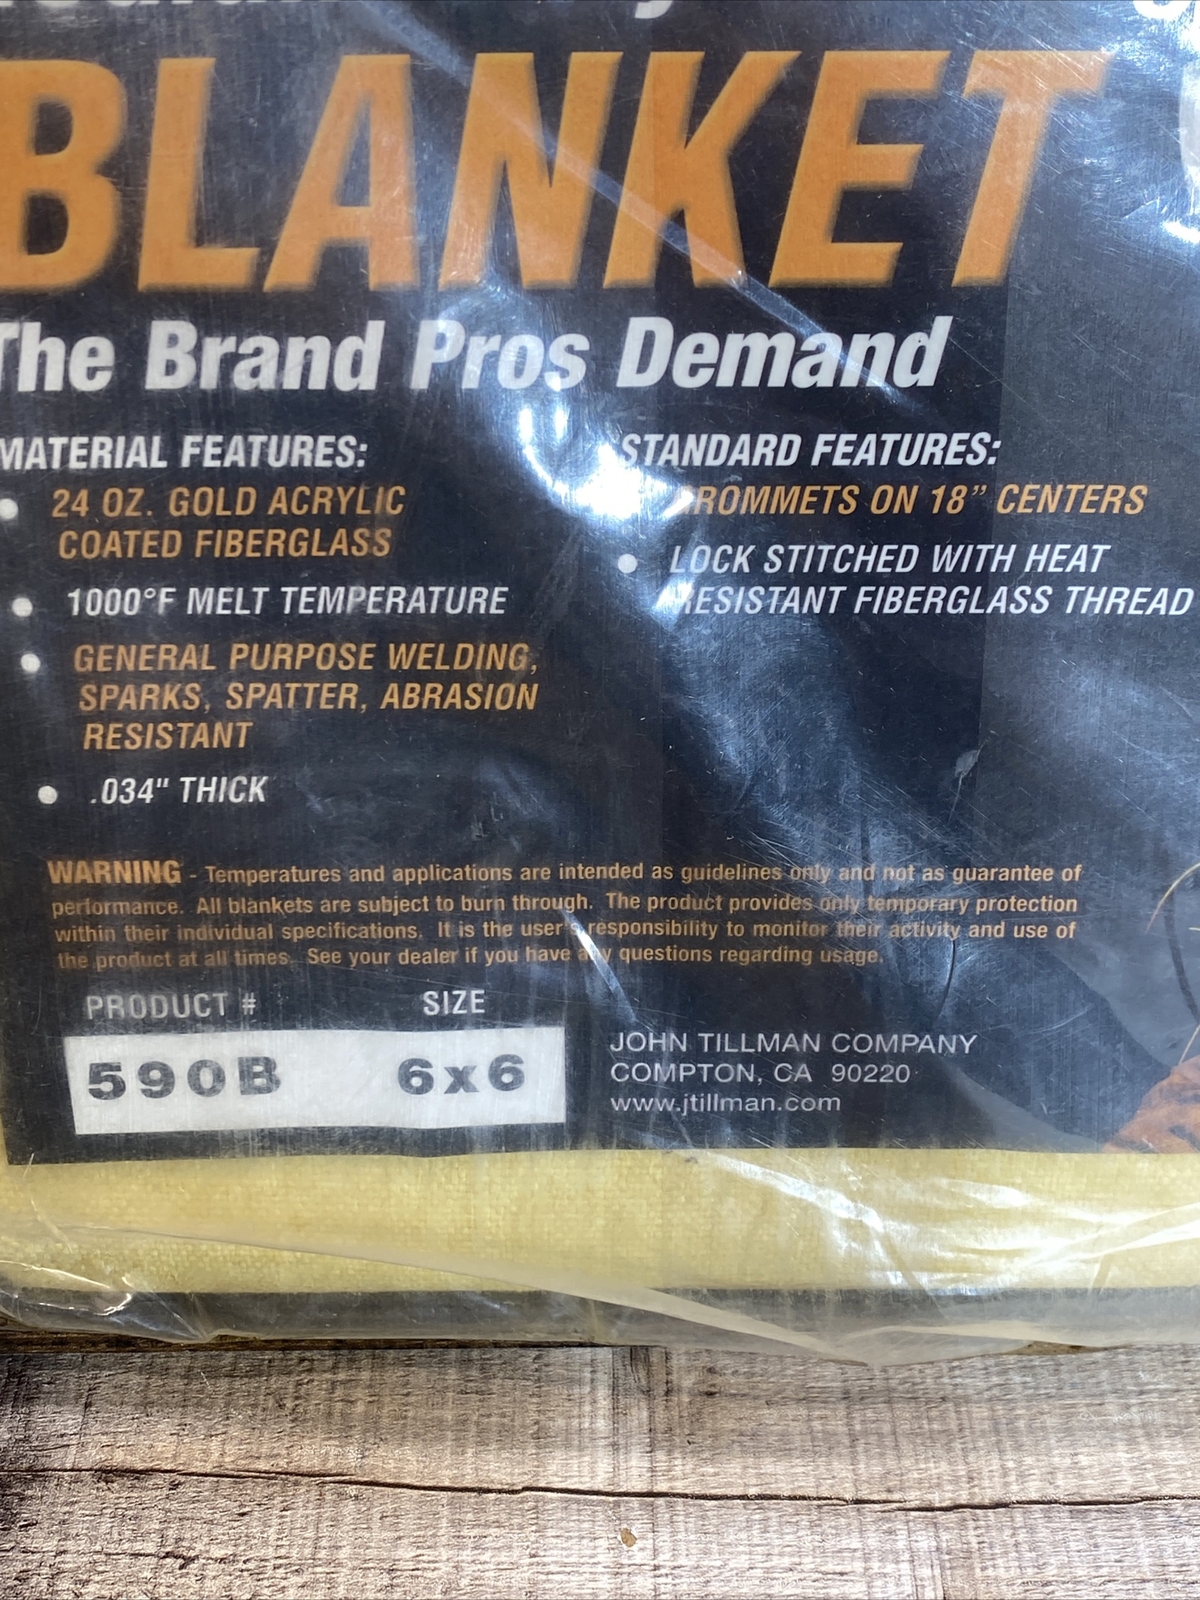 BLANKET
The Brand Pros Demand
MATERIAL FEATURES:
• 24 OZ. GOLD ACRYLIC
COATED FIBERGLASS
• 1000°F MELT TEMPERATURE
• GENERAL PURPOSE WELDING,
SPARKS, SPATTER, ABRASION
RESISTANT
• .034" THICK
STANDARD FEATURES:
GROMMETS ON 18” CENTERS
• LOCK STITCHED WITH HEAT
RESISTANT FIBERGLASS THREAD
WARNING - Temperatures and applications are intended as guidelines only and not as guarantee of
performance. All blankets are subject to burn through. The product provides only temporary protection
within their individual specifications. It is the user's responsibility to monitor their activity and use of
the product at all times. See your dealer if you have any questions regarding usage.
PRODUCT # SIZE
590B 6x6
JOHN TILLMAN COMPANY
COMPTON, CA 90220
www.jtillman.com